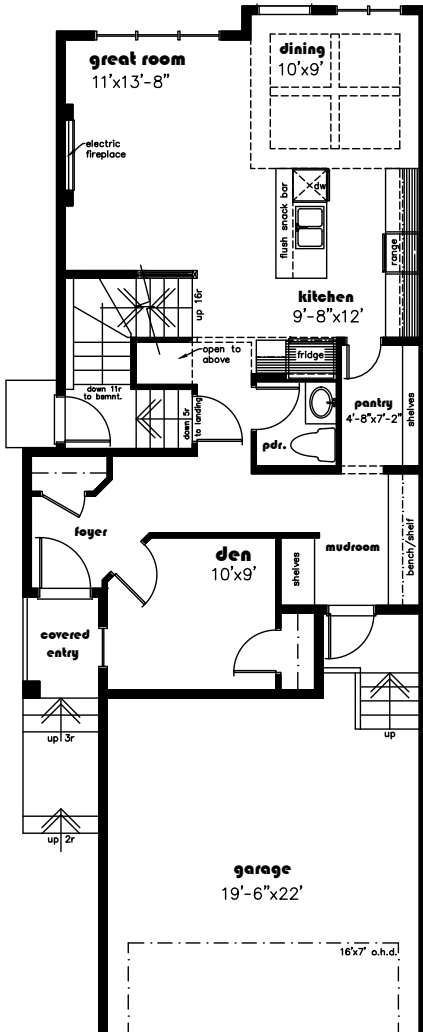 great room
11'x13'-8"
dining
10'x9'
electric
fireplace
dw
flush snack bar
range
up 16r
kitchen
9'-8"x12'
open to
above
fridge
down 11r
to bsmnt.
pantry
4'-8"x7'-2"
shelves
down 5r
to landing
pdr.
foyer
den
10'x9'
mudroom
shelves
bench/shelf
covered
entry
up 3r
up
up 2r
garage
19'-6"x22'
16'x7' o.h.d.